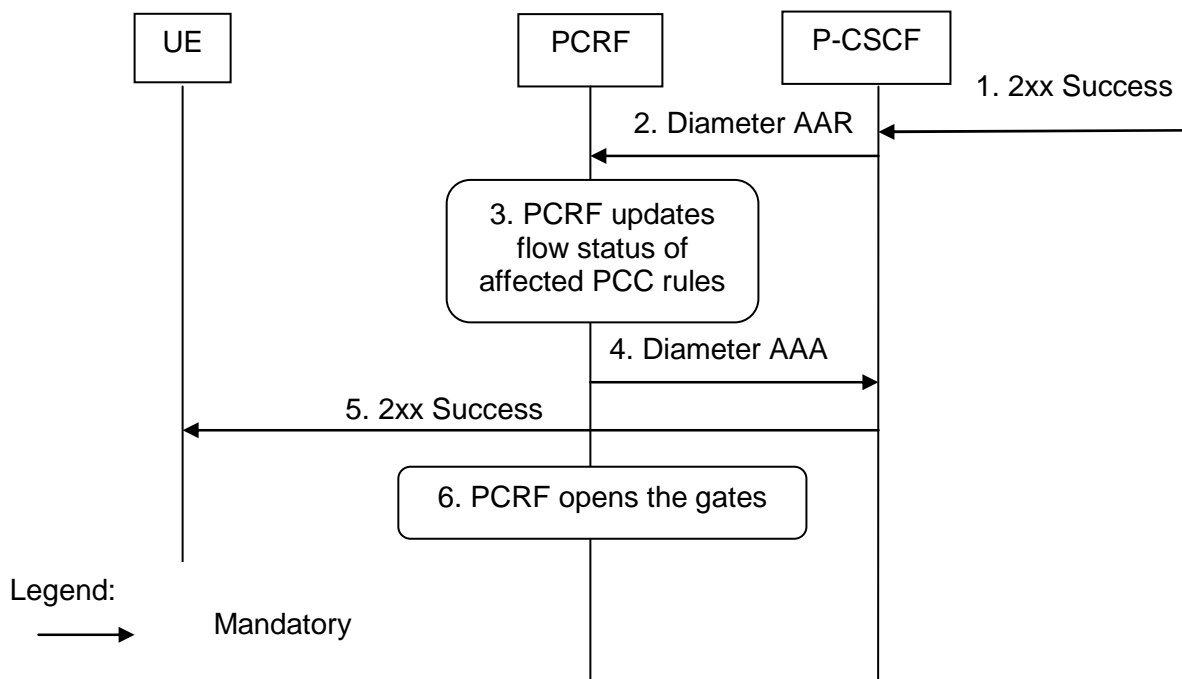 UE
PCRF
P-CSCF
1. 2xx Success
2. Diameter AAR
3. PCRF updates
flow status of
affected PCC rules
4. Diameter AAA
5. 2xx Success
6. PCRF opens the gates
Legend:
Mandatory